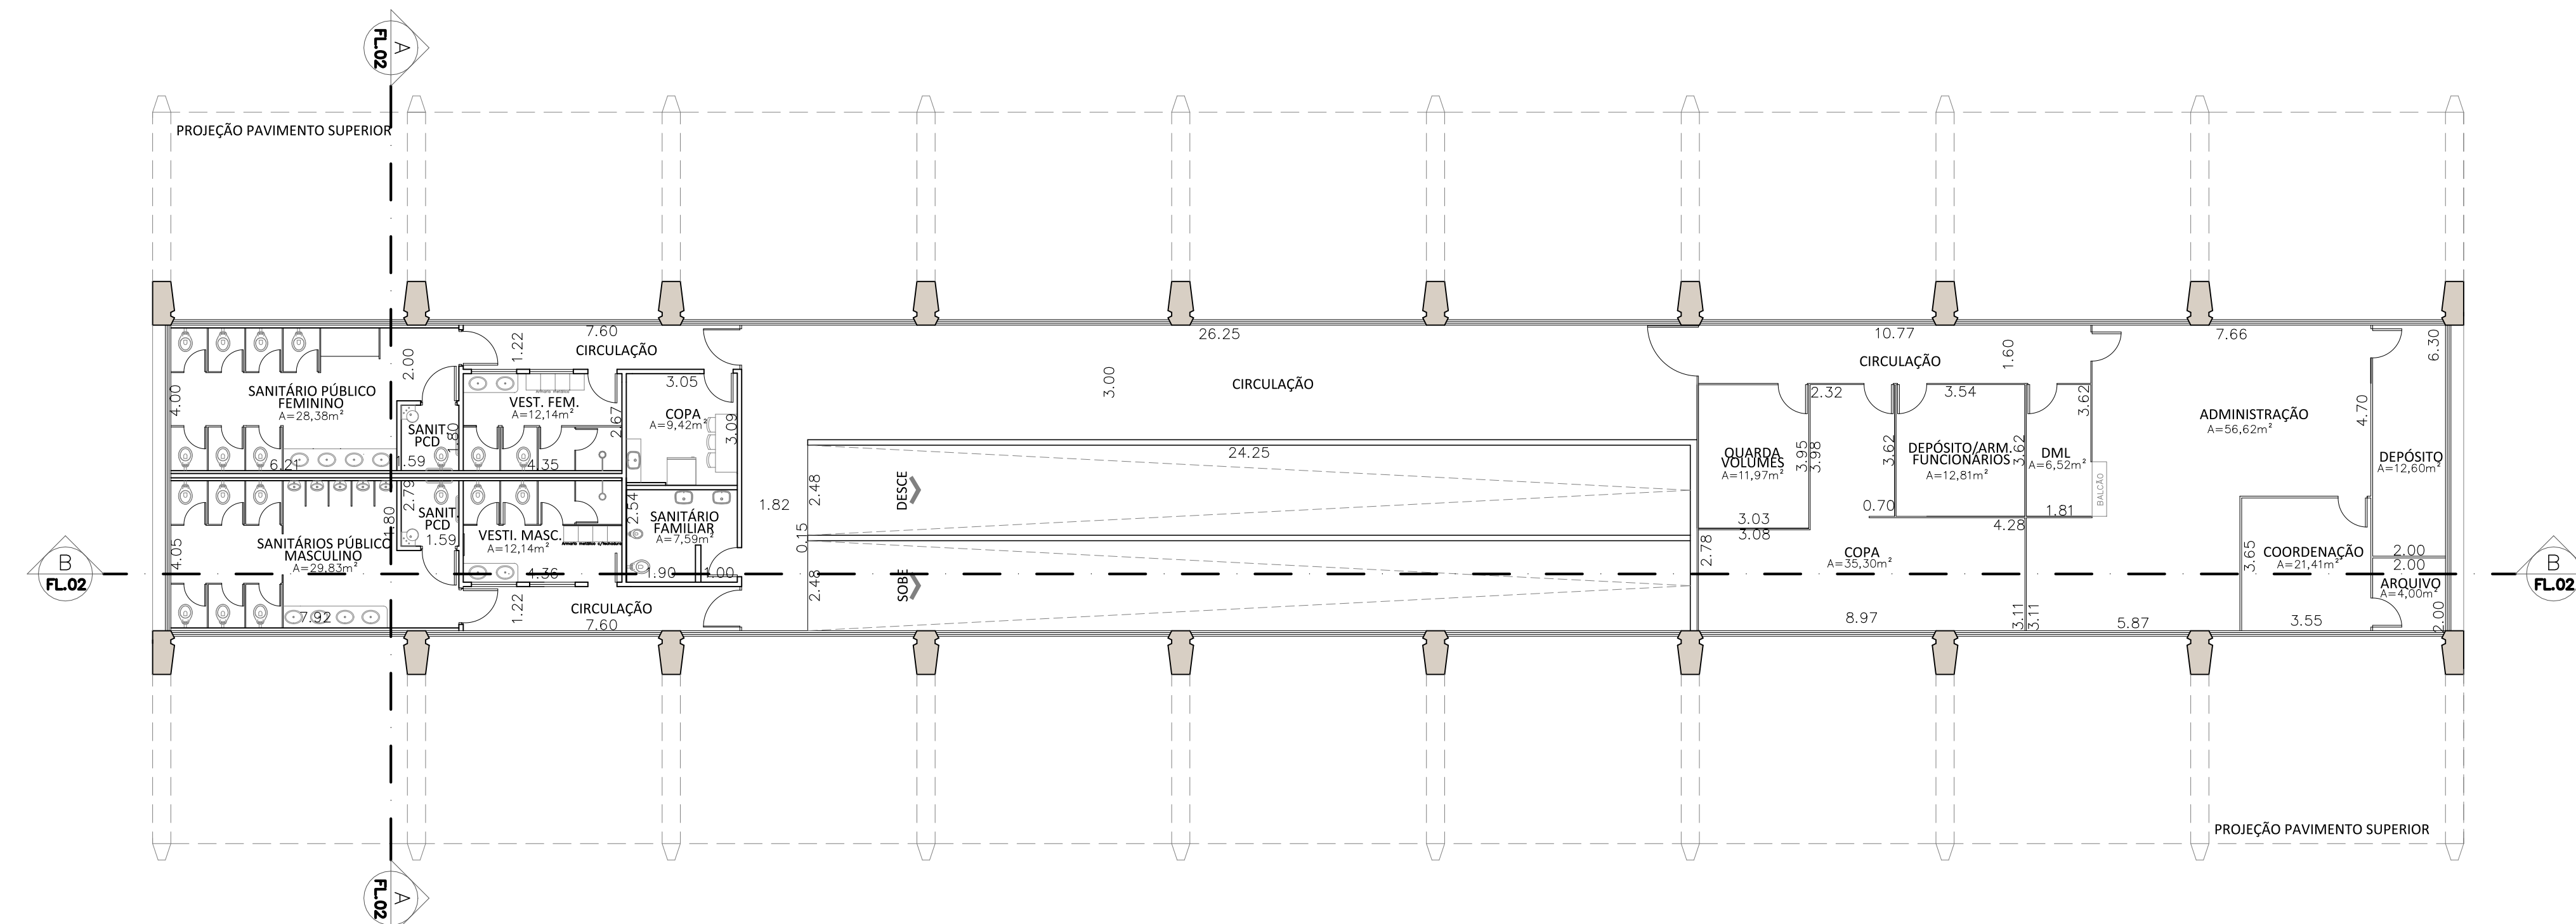 A
FL.02
PROJEÇÃO PAVIMENTO SUPERIOR
7.60
1.22
CIRCULAÇÃO
2.00
4.00
SANITÁRIO PÚBLICO
FEMININO
A=28,38m²
6.21
SANIT.
PCD
1.80
1.59
VEST. FEM.
A=12,14m²
2.67
4.35
3.05
COPA
A=9,42m²
3.09
SANITÁRIOS PÚBLICO
MASCULINO
A=29,83m²
4.05
7.92
2.79
1.80
SANIT.
PCD
1.59
VESTI. MASC.
A=12,14m²
4.36
2.54
SANITÁRIO
FAMILIAR
A=7,59m²
1.90
1.00
1.22
CIRCULAÇÃO
7.60
26.25
3.00
CIRCULAÇÃO
24.25
1.82
2.48
DESCE
0.15
2.48
SOBE
10.77
CIRCULAÇÃO
1.60
QUARDA
VOLUMES
A=11,97m²
3.95
3.98
3.03
3.08
2.32
3.62
0.70
3.54
DEPÓSITO/ARM.
FUNCIONÁRIOS
A=12,81m²
3.62
DML
A=6,52m²
3.62
1.81
BALCÃO
4.28
2.78
COPA
A=35,30m²
8.97
3.11
3.11
7.66
ADMINISTRAÇÃO
A=56,62m²
4.70
6.30
DEPÓSITO
A=12,60m²
2.00
2.00
ARQUIVO
A=4,00m²
2.00
COORDENAÇÃO
A=21,41m²
3.65
3.55
5.87
B
FL.02
B
FL.02
PROJEÇÃO PAVIMENTO SUPERIOR
A
FL.02